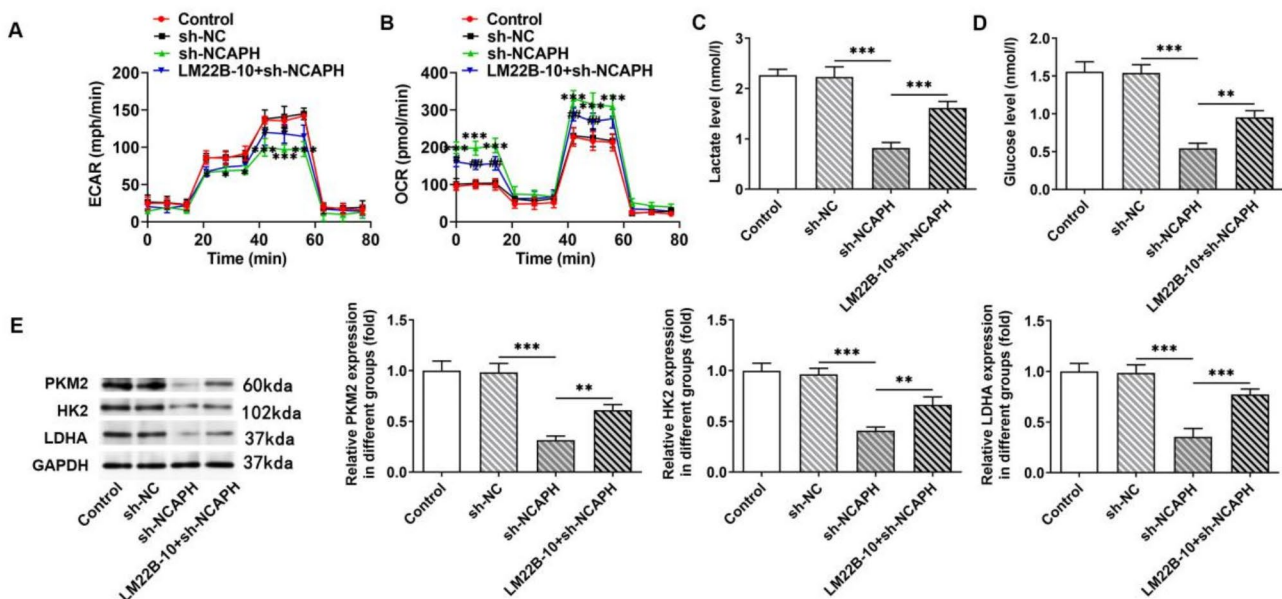 A
Control
sh-NC
sh-NCAPH
LM22B-10+sh-NCAPH
ECAR (mph/min)
200
150
100
50
0
*** *** ***
* * *
0 20 40 60 80
Time (min)
B
Control
sh-NC
sh-NCAPH
LM22B-10+sh-NCAPH
OCR (pmol/min)
400
300
200
100
0
*** *** ***
*** *** ***
0 20 40 60 80
Time (min)
C
Lactate level (nmol/l)
3
2
1
0
***
***
Control
sh-NC
sh-NCAPH
LM22B-10+sh-NCAPH
D
Glucose level (nmol/l)
2.0
1.5
1.0
0.5
0.0
***
**
Control
sh-NC
sh-NCAPH
LM22B-10+sh-NCAPH
E
PKM2 60kda
HK2 102kda
LDHA 37kda
GAPDH 37kda
Control
sh-NC
sh-NCAPH
LM22B-10+sh-NCAPH
Relative PKM2 expression
in different groups (fold)
1.5
1.0
0.5
0.0
***
**
Control
sh-NC
sh-NCAPH
LM22B-10+sh-NCAPH
Relative HK2 expression
in different groups (fold)
1.5
1.0
0.5
0.0
***
**
Control
sh-NC
sh-NCAPH
LM22B-10+sh-NCAPH
Relative LDHA expression
in different groups (fold)
1.5
1.0
0.5
0.0
***
***
Control
sh-NC
sh-NCAPH
LM22B-10+sh-NCAPH